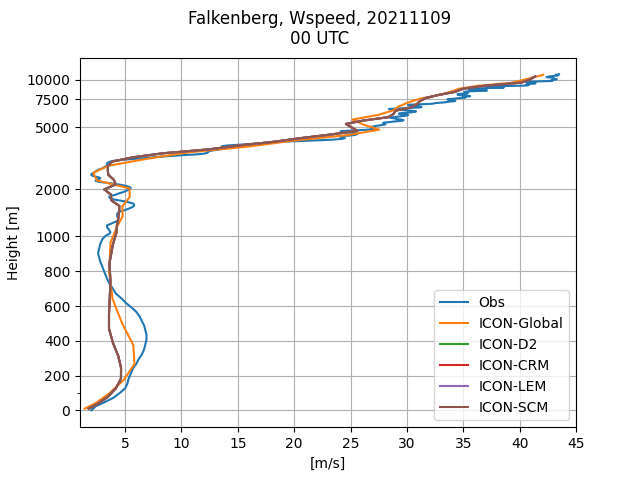 Falkenberg, Wspeed, 20211109
00 UTC
10000
7500
5000
2000
1000
800
600
400
200
0
Height [m]
Obs
ICON-Global
ICON-D2
ICON-CRM
ICON-LEM
ICON-SCM
5 10 15 20 25 30 35 40 45
[m/s]